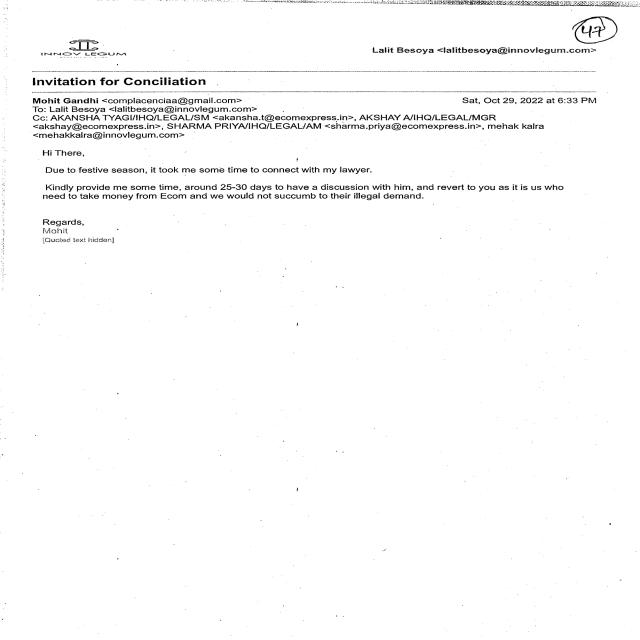 47
INNOV LEGUM
Lalit Besoya <lalitbesoya@innovlegum.com>
Invitation for Conciliation
Mohit Gandhi <complacenciaa@gmail.com> Sat, Oct 29, 2022 at 6:33 PM
To: Lalit Besoya <lalitbesoya@innovlegum.com>
Cc: AKANSHA TYAGI/IHQ/LEGAL/SM <akansha.t@ecomexpress.in>, AKSHAY A/IHQ/LEGAL/MGR
<akshay@ecomexpress.in>, SHARMA PRIYA/IHQ/LEGAL/AM <sharma.priya@ecomexpress.in>, mehak kalra
<mehakkalra@innovlegum.com>
Hi There,
Due to festive season, it took me some time to connect with my lawyer.
Kindly provide me some time, around 25-30 days to have a discussion with him, and revert to you as it is us who
need to take money from Ecom and we would not succumb to their illegal demand.
Regards,
Mohit
[Quoted text hidden]